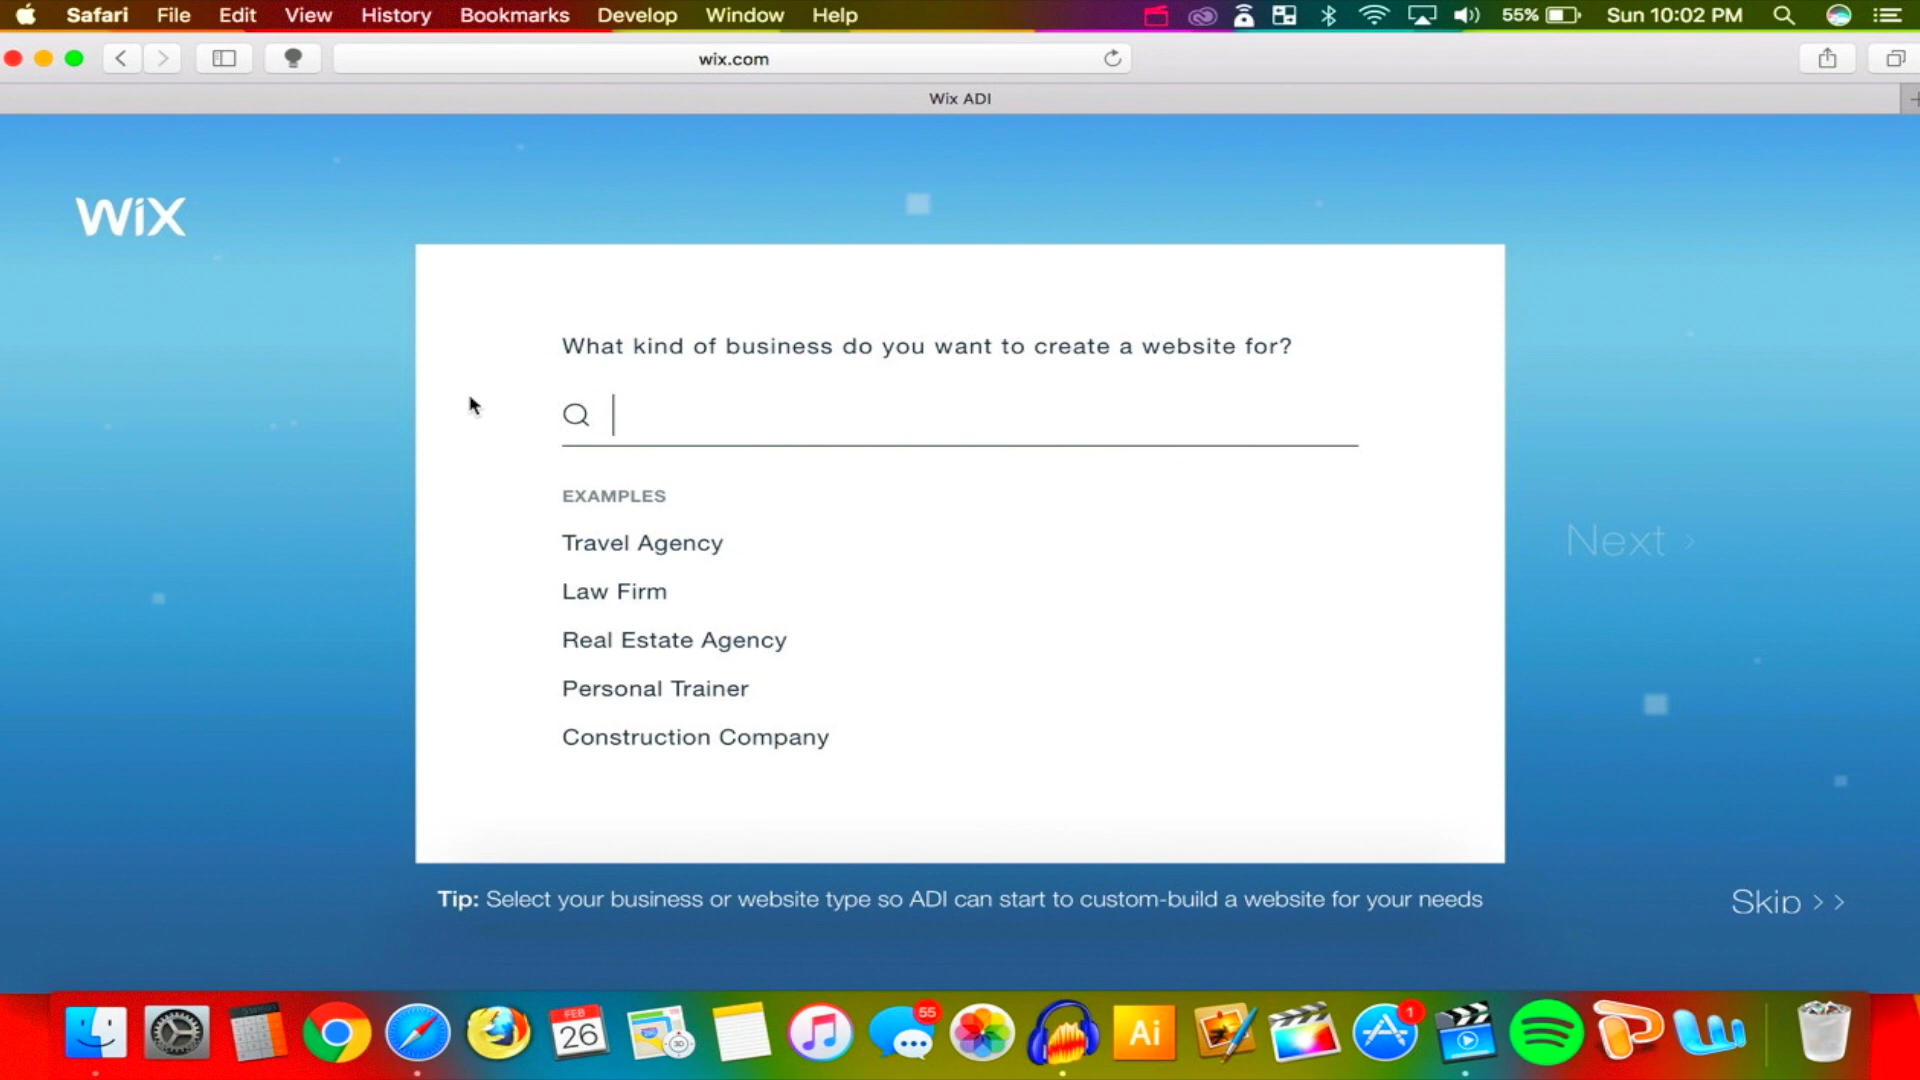 Safari File Edit View History Bookmarks Develop Window Help 55% Sun 10:02 PM
wix.com
Wix ADI
WiX
What kind of business do you want to create a website for?
EXAMPLES
Travel Agency
Law Firm
Real Estate Agency
Personal Trainer
Construction Company
Next >
Tip: Select your business or website type so ADI can start to custom-build a website for your needs
Skip > >
FEB
26
3D
55
Ai
1